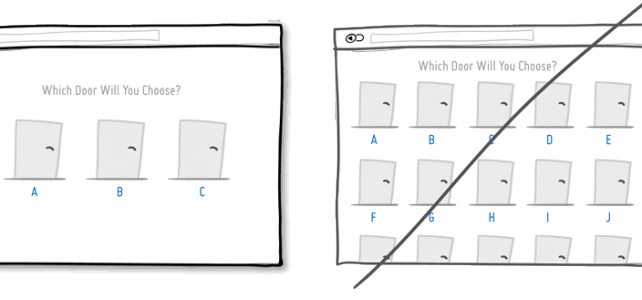 Which Door Will You Choose?
A B C
Which Door Will You Choose?
A B C D E
F G H I J